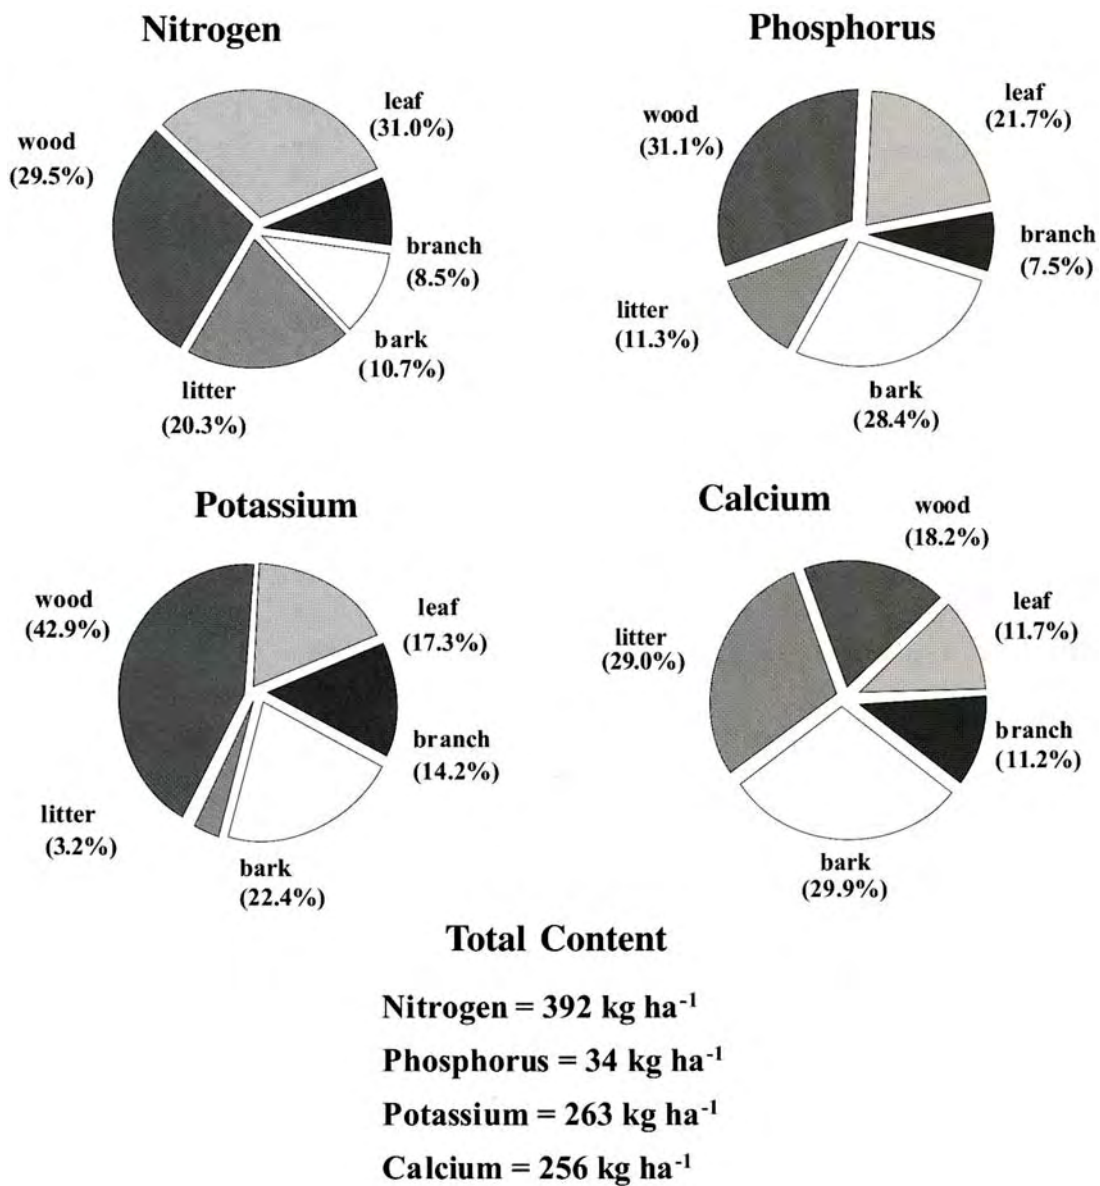 Nitrogen
leaf
(31.0%)
wood
(29.5%)
branch
(8.5%)
bark
(10.7%)
litter
(20.3%)
Phosphorus
wood
(31.1%)
leaf
(21.7%)
branch
(7.5%)
litter
(11.3%)
bark
(28.4%)
Potassium
wood
(42.9%)
leaf
(17.3%)
branch
(14.2%)
litter
(3.2%)
bark
(22.4%)
Calcium
wood
(18.2%)
leaf
(11.7%)
litter
(29.0%)
branch
(11.2%)
bark
(29.9%)
Total Content
Nitrogen = 392 kg ha⁻¹
Phosphorus = 34 kg ha⁻¹
Potassium = 263 kg ha⁻¹
Calcium = 256 kg ha⁻¹